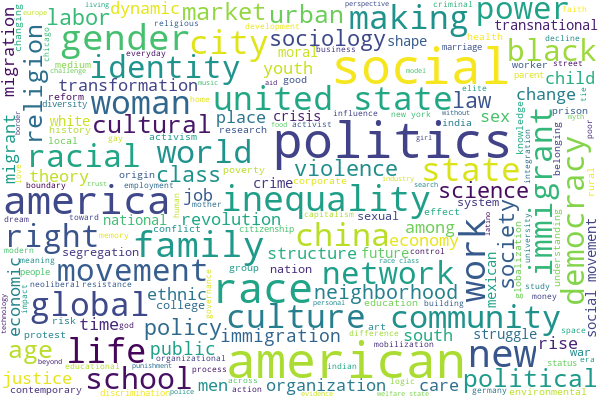 labor
dynamic
market
urban
making
power
europe
religious
living
development
perspective
criminal
faith
transnational
gender
city
social
black
migration
changing
medium
chicago
everyday
sociology
moral
business
marriage
health
decline
worker
street
shape
identity
youth
parent
child
transformation
challenge
music
model
tie
reform
crisis
aid
good
elite
religion
woman
united state
law
change
diversity
home
place
influence
new york
without
prison
white
activism
research
activist
india
sex
knowledge
myth
poor
migrant
history
local
gay
food
girl
cultural
politics
racial
world
violence
state
immigrant
democracy
border
theory
class
origin
employment
poverty
crime
corporate
science
belonging
integration
rural
boundary
trust
job
industry
search
america
inequality
dream
toward
national
mother
human
revolution
sexual
effect
system
latino
society
university
right
family
china
economy
work
memory
conflict
capitalism
citizenship
among
modern
meaning
segregation
structure
future
race class
control
mexican
globalization
understanding
social movement
economic
people
neoliberal
resistance
movement
group
nation
network
impact
ethnic
governance
neighborhood
study
global
race
culture
community
college
personal
education
building
money
technology
risk
time
god
policy
immigration
art
difference
south
struggle
rise
space
protest
mobilization
war
era
age
beyond
organizational
public
indian
status
life
american
new
political
educational
process
punishment
logic
justice
school
men
across
organization
care
germany
environmental
contemporary
discrimination
police
action
evidence
welfare state